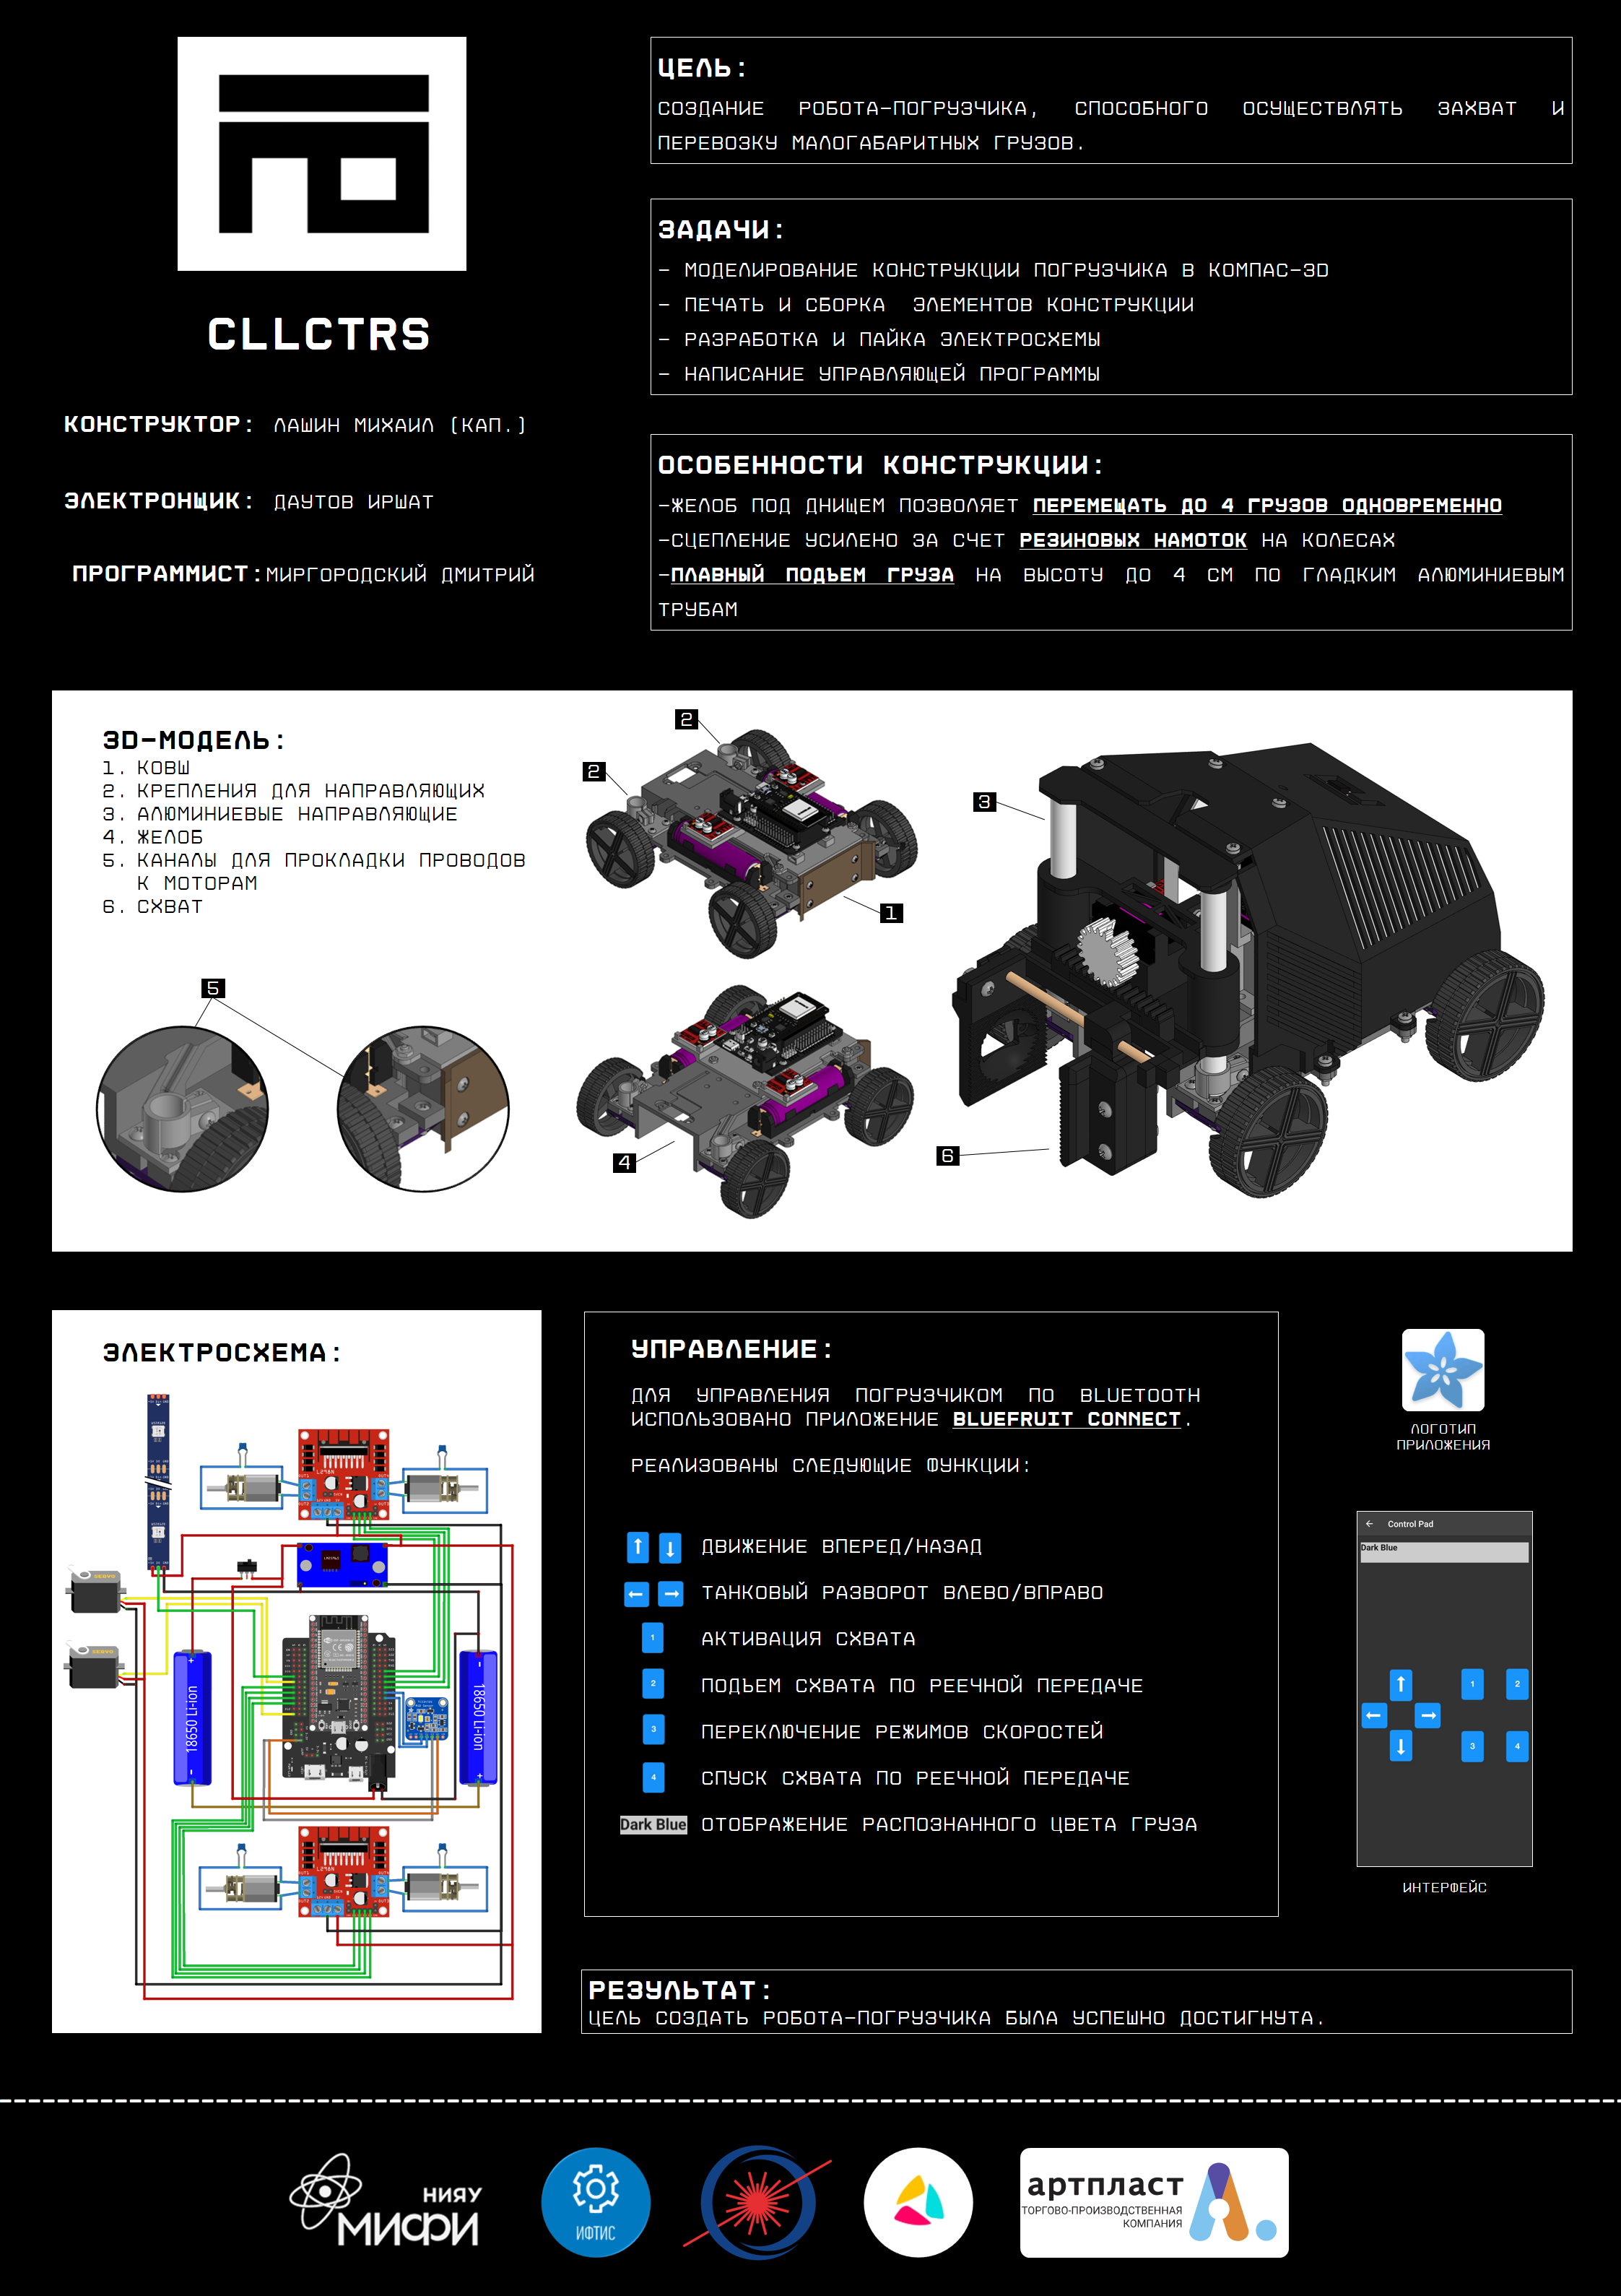 CLLCTRS
КОНСТРУКТОР: ЛАШИН МИХАИЛ (КАП.)
ЭЛЕКТРОНЩИК: ДАУТОВ ИРШАТ
ПРОГРАММИСТ: МИРГОРОДСКИЙ ДМИТРИЙ
ЦЕЛЬ:
СОЗДАНИЕ РОБОТА-ПОГРУЗЧИКА, СПОСОБНОГО ОСУЩЕСТВЛЯТЬ ЗАХВАТ И
ПЕРЕВОЗКУ МАЛОГАБАРИТНЫХ ГРУЗОВ.
ЗАДАЧИ:
- МОДЕЛИРОВАНИЕ КОНСТРУКЦИИ ПОГРУЗЧИКА В КОМПАС-3D
- ПЕЧАТЬ И СБОРКА ЭЛЕМЕНТОВ КОНСТРУКЦИИ
- РАЗРАБОТКА И ПАЙКА ЭЛЕКТРОСХЕМЫ
- НАПИСАНИЕ УПРАВЛЯЮЩЕЙ ПРОГРАММЫ
ОСОБЕННОСТИ КОНСТРУКЦИИ:
-ЖЕЛОБ ПОД ДНИЩЕМ ПОЗВОЛЯЕТ ПЕРЕМЕЩАТЬ ДО 4 ГРУЗОВ ОДНОВРЕМЕННО
-СЦЕПЛЕНИЕ УСИЛЕНО ЗА СЧЕТ РЕЗИНОВЫХ НАМОТОК НА КОЛЕСАХ
-ПЛАВНЫЙ ПОДЪЕМ ГРУЗА НА ВЫСОТУ ДО 4 СМ ПО ГЛАДКИМ АЛЮМИНИЕВЫМ
ТРУБАМ
3D-МОДЕЛЬ:
1. КОВШ
2. КРЕПЛЕНИЯ ДЛЯ НАПРАВЛЯЮЩИХ
3. АЛЮМИНИЕВЫЕ НАПРАВЛЯЮЩИЕ
4. ЖЕЛОБ
5. КАНАЛЫ ДЛЯ ПРОКЛАДКИ ПРОВОДОВ
К МОТОРАМ
6. СХВАТ
2
2
3
1
5
4
6
ЭЛЕКТРОСХЕМА:
L298N
SERVO
SERVO
18650 Li-ion
18650 Li-ion
L298N
УПРАВЛЕНИЕ:
ДЛЯ УПРАВЛЕНИЯ ПОГРУЗЧИКОМ ПО BLUETOOTH
ИСПОЛЬЗОВАНО ПРИЛОЖЕНИЕ BLUEFRUIT CONNECT.
РЕАЛИЗОВАНЫ СЛЕДУЮЩИЕ ФУНКЦИИ:
↑ ↓ ДВИЖЕНИЕ ВПЕРЕД/НАЗАД
← → ТАНКОВЫЙ РАЗВОРОТ ВЛЕВО/ВПРАВО
1 АКТИВАЦИЯ СХВАТА
2 ПОДЪЕМ СХВАТА ПО РЕЕЧНОЙ ПЕРЕДАЧЕ
3 ПЕРЕКЛЮЧЕНИЕ РЕЖИМОВ СКОРОСТЕЙ
4 СПУСК СХВАТА ПО РЕЕЧНОЙ ПЕРЕДАЧЕ
Dark Blue ОТОБРАЖЕНИЕ РАСПОЗНАННОГО ЦВЕТА ГРУЗА
ЛОГОТИП
ПРИЛОЖЕНИЯ
← Control Pad
Dark Blue
↑ 1 2
← →
↓ 3 4
ИНТЕРФЕЙС
РЕЗУЛЬТАТ:
ЦЕЛЬ СОЗДАТЬ РОБОТА-ПОГРУЗЧИКА БЫЛА УСПЕШНО ДОСТИГНУТА.
НИЯУ
МИФИ
ИФТИС
артпласт
ТОРГОВО-ПРОИЗВОДСТВЕННАЯ
КОМПАНИЯ